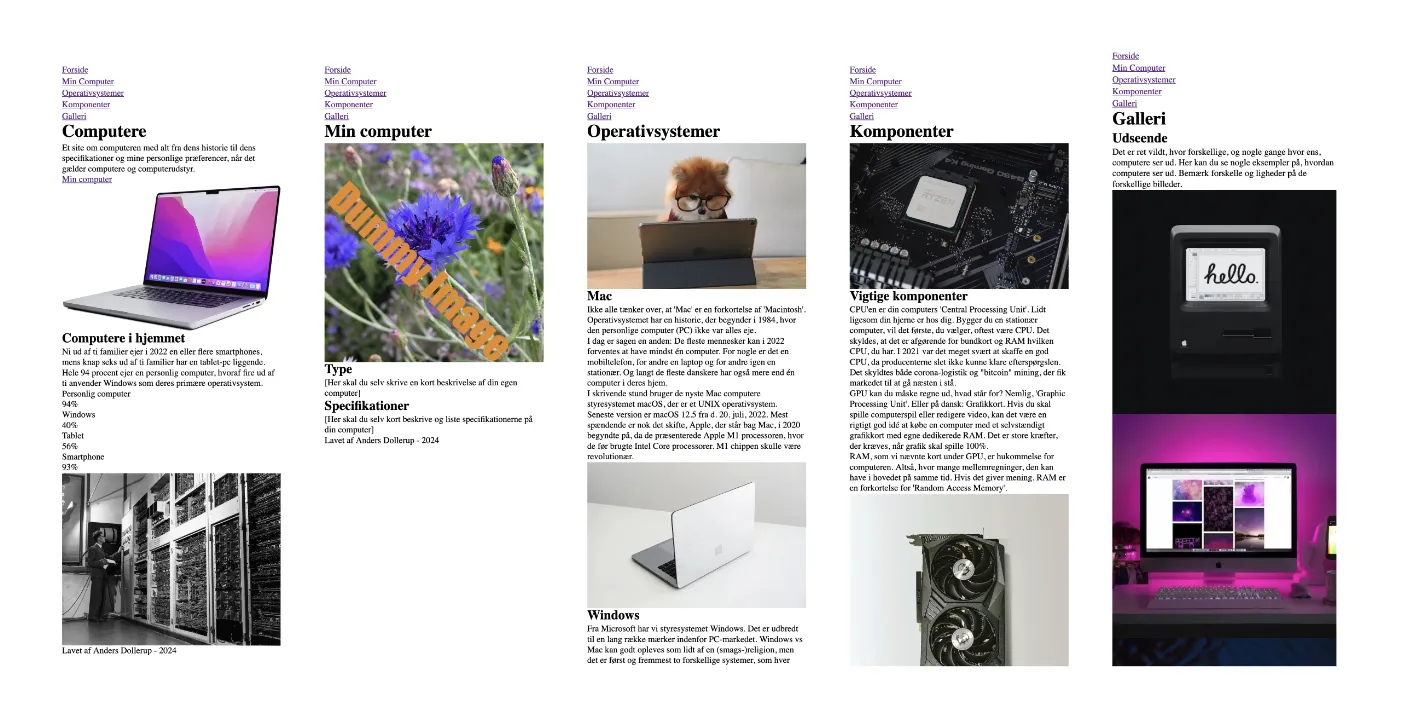 Forside
Min Computer
Operativsystemer
Komponenter
Galleri
Computere
Et site om computeren med alt fra dens historie til dens
specifikationer og mine personlige præferencer, når det
gælder computere og computerudstyr.
Min computer
Computere i hjemmet
Ni ud af ti familier ejer i 2022 en eller flere smartphones,
mens knap seks ud af ti familier har en tablet-pc liggende.
Hele 94 procent ejer en personlig computer, hvoraf fire ud af
ti anvender Windows som deres primære operativsystem.
Personlig computer
94%
Windows
40%
Tablet
56%
Smartphone
93%
Lavet af Anders Dollerup - 2024
Forside
Min Computer
Operativsystemer
Komponenter
Galleri
Min computer
Dummy Image
Type
[Her skal du selv skrive en kort beskrivelse af din egen
computer]
Specifikationer
[Her skal du selv kort beskrive og liste specifikationerne på
din computer]
Lavet af Anders Dollerup - 2024
Forside
Min Computer
Operativsystemer
Komponenter
Galleri
Operativsystemer
Mac
Ikke alle tænker over, at 'Mac' er en forkortelse af 'Macintosh'.
Operativsystemet har en historie, der begynder i 1984, hvor
den personlige computer (PC) ikke var alles eje.
I dag er sagen en anden: De fleste mennesker kan i 2022
forventes at have mindst én computer. For nogle er det en
mobiltelefon, for andre en laptop og for andre igen en
stationær. Og langt de fleste danskere har også mere end én
computer i deres hjem.
I skrivende stund bruger de nyste Mac computere
styresystemet macOS, der er et UNIX operativsystem.
Seneste version er macOS 12.5 fra d. 20. juli, 2022. Mest
spændende er nok det skifte, Apple, der står bag Mac, i 2020
begyndte på, da de præsenterede Apple M1 processoren, hvor
de før brugte Intel Core processorer. M1 chippen skulle være
revolutionær.
Windows
Fra Microsoft har vi styresystemet Windows. Det er udbredt
til en lang række mærker indenfor PC-markedet. Windows vs
Mac kan godt opleves som lidt af en (smags-)religion, men
det er først og fremmest to forskellige systemer, som hver
Forside
Min Computer
Operativsystemer
Komponenter
Galleri
Komponenter
B450 Gaming K4
RYZEN
Vigtige komponenter
CPU'en er din computers 'Central Processing Unit'. Lidt
ligesom din hjerne er hos dig. Bygger du en stationær
computer, vil det første, du vælger, oftest være CPU. Det
skyldes, at det er afgørende for bundkort og RAM hvilken
CPU, du har. I 2021 var det meget svært at skaffe en god
CPU, da producenterne slet ikke kunne klare efterspørgslen.
Det skyldtes både corona-logistik og "bitcoin" mining, der fik
markedet til at gå næsten i stå.
GPU kan du måske regne ud, hvad står for? Nemlig, 'Graphic
Processing Unit'. Eller på dansk: Grafikkort. Hvis du skal
spille computerspil eller redigere video, kan det være en
rigtigt god idé at købe en computer med et selvstændigt
grafikkort med egne dedikerede RAM. Det er store kræfter,
der kræves, når grafik skal spille 100%.
RAM, som vi nævnte kort under GPU, er hukommelse for
computeren. Altså, hvor mange mellemregninger, den kan
have i hovedet på samme tid. Hvis det giver mening. RAM er
en forkortelse for 'Random Access Memory'.
Forside
Min Computer
Operativsystemer
Komponenter
Galleri
Galleri
Udseende
Det er ret vildt, hvor forskellige, og nogle gange hvor ens,
computere ser ud. Her kan du se nogle eksempler på, hvordan
computere ser ud. Bemærk forskelle og ligheder på de
forskellige billeder.
hello.